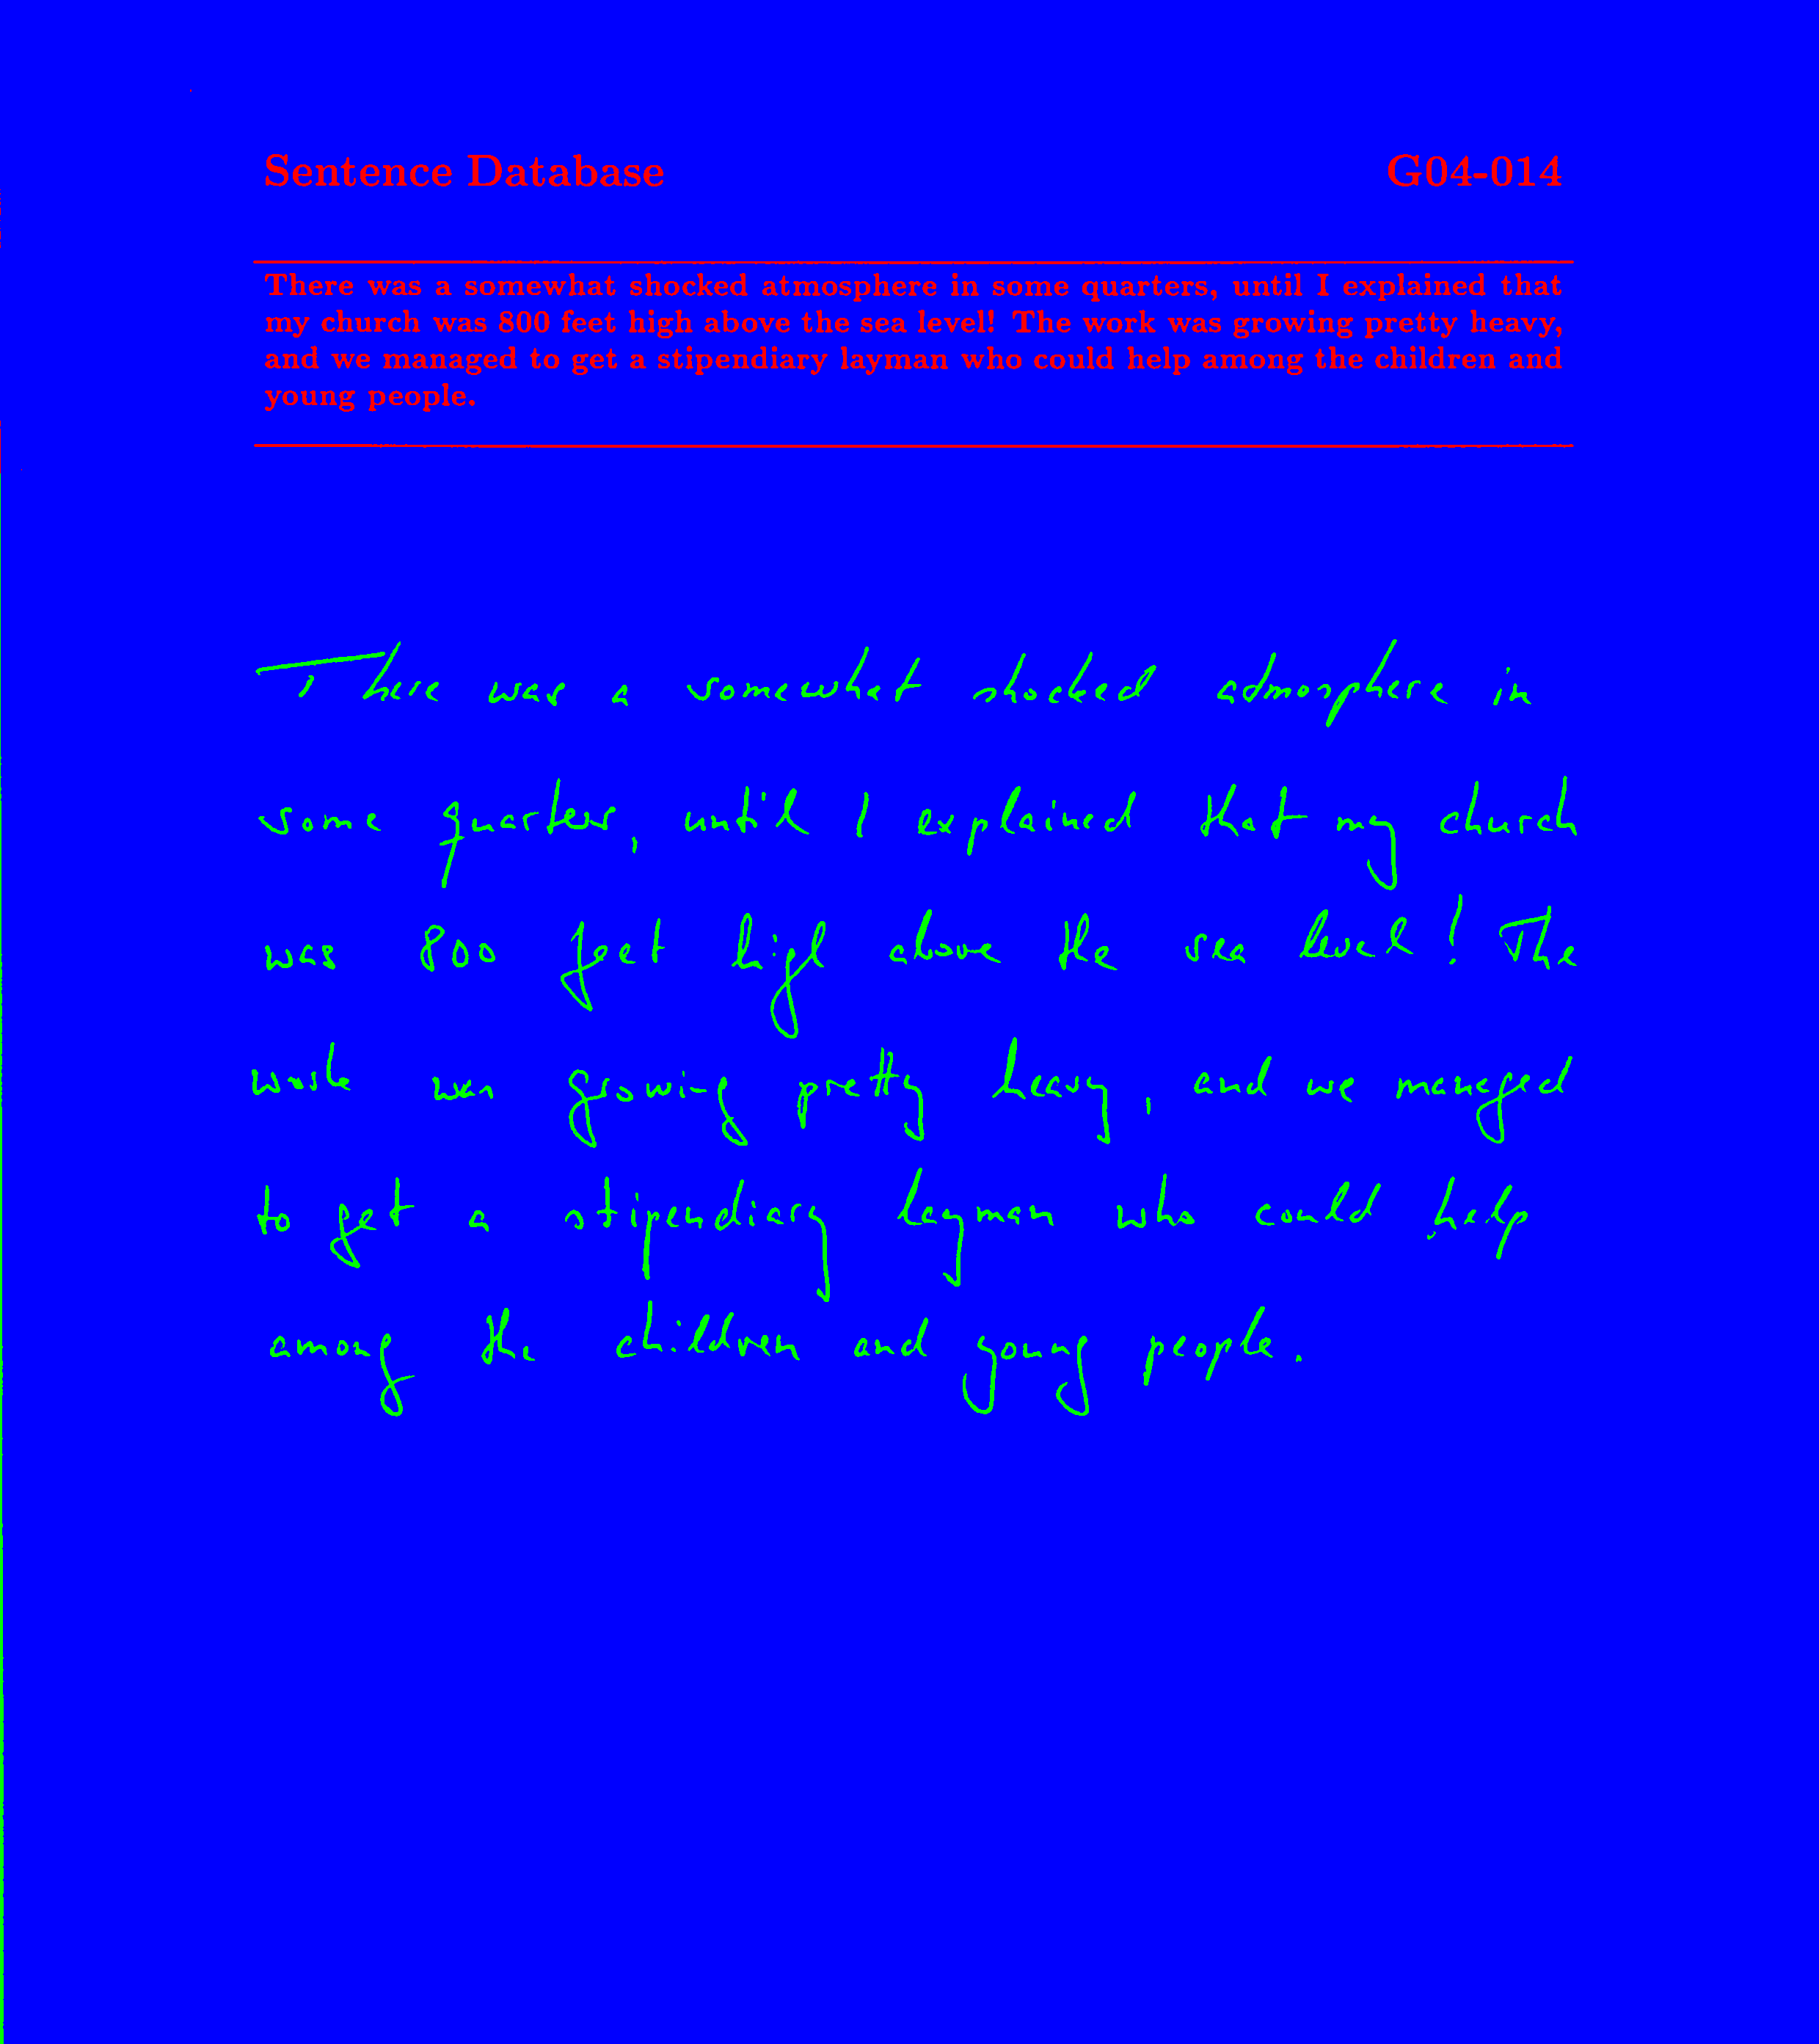 Sentence Database G04-014
There was a somewhat shocked atmosphere in some quarters, until I explained that
my church was 800 feet high above the sea level! The work was growing pretty heavy,
and we managed to get a stipendiary layman who could help among the children and
young people.
There was a somewhat shocked admosphere in
some quarters, until I explained that my church
was 800 feet high above the sea level! The
work was growing pretty heavy, and we managed
to get a stipendiary layman who could help
among the children and young people.